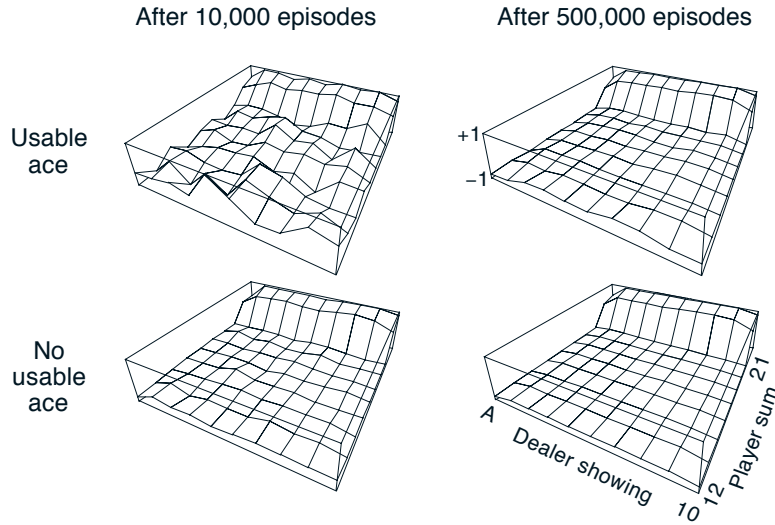 After 10,000 episodes
After 500,000 episodes
Usable
ace
+1
−1
No
usable
ace
A
Dealer showing
10
12
Player sum
21